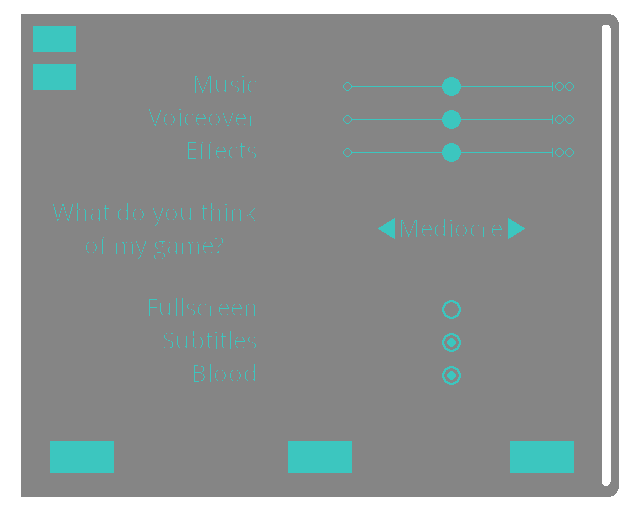 Music
Voiceover
Effects
What do you think
of my game?
Mediocre
Fullscreen
Subtitles
Blood